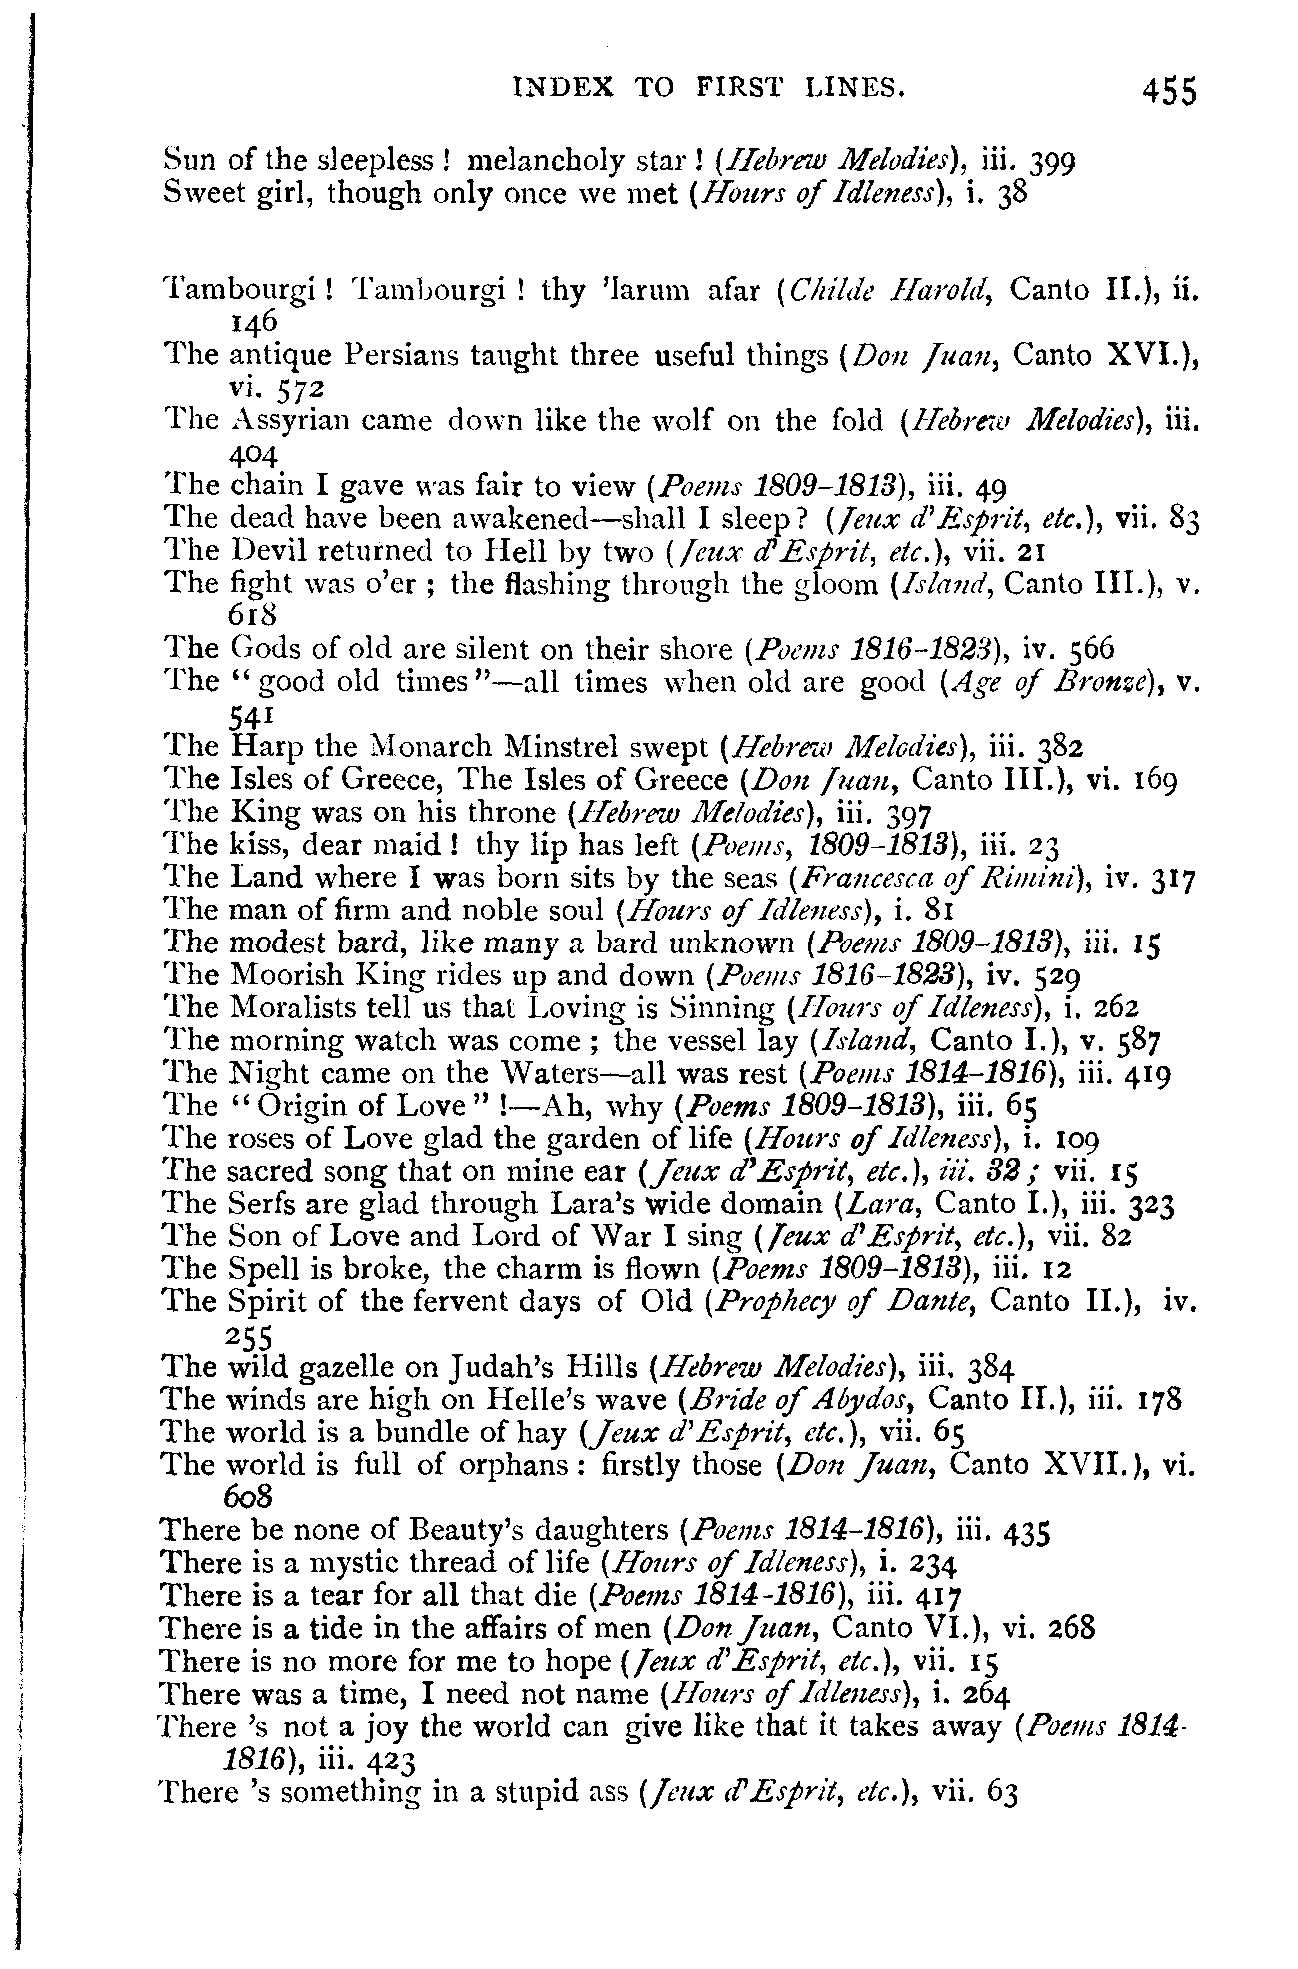 INDEX TO FIRST LINES. 455
Sun of the sleepless ! melancholy star ! (Hebrew Melodies), iii. 399
Sweet girl, though only once we met (Hours of Idleness), i. 38
Tambourgi ! Tambourgi ! thy 'larum afar (Childe Harold, Canto II.), ii.
146
The antique Persians taught three useful things (Don Juan, Canto XVI.),
vi. 572
The Assyrian came down like the wolf on the fold (Hebrew Melodies), iii.
404
The chain I gave was fair to view (Poems 1809–1813), iii. 49
The dead have been awakened—shall I sleep? (Jeux d'Esprit, etc.), vii. 83
The Devil returned to Hell by two (Jeux d'Esprit, etc.), vii. 21
The fight was o'er ; the flashing through the gloom (Island, Canto III.), v.
618
The Gods of old are silent on their shore (Poems 1816–1823), iv. 566
The "good old times"—all times when old are good (Age of Bronze), v.
541
The Harp the Monarch Minstrel swept (Hebrew Melodies), iii. 382
The Isles of Greece, The Isles of Greece (Don Juan, Canto III.), vi. 169
The King was on his throne (Hebrew Melodies), iii. 397
The kiss, dear maid ! thy lip has left (Poems, 1809–1813), iii. 23
The Land where I was born sits by the seas (Francesca of Rimini), iv. 317
The man of firm and noble soul (Hours of Idleness), i. 81
The modest bard, like many a bard unknown (Poems 1809–1813), iii. 15
The Moorish King rides up and down (Poems 1816–1823), iv. 529
The Moralists tell us that Loving is Sinning (Hours of Idleness), i. 262
The morning watch was come ; the vessel lay (Island, Canto I.), v. 587
The Night came on the Waters—all was rest (Poems 1814–1816), iii. 419
The "Origin of Love" !—Ah, why (Poems 1809–1813), iii. 65
The roses of Love glad the garden of life (Hours of Idleness), i. 109
The sacred song that on mine ear (Jeux d'Esprit, etc.), iii. 32 ; vii. 15
The Serfs are glad through Lara's wide domain (Lara, Canto I.), iii. 323
The Son of Love and Lord of War I sing (Jeux d'Esprit, etc.), vii. 82
The Spell is broke, the charm is flown (Poems 1809–1813), iii. 12
The Spirit of the fervent days of Old (Prophecy of Dante, Canto II.), iv.
255
The wild gazelle on Judah's Hills (Hebrew Melodies), iii. 384
The winds are high on Helle's wave (Bride of Abydos, Canto II.), iii. 178
The world is a bundle of hay (Jeux d'Esprit, etc.), vii. 65
The world is full of orphans : firstly those (Don Juan, Canto XVII.), vi.
608
There be none of Beauty's daughters (Poems 1814–1816), iii. 435
There is a mystic thread of life (Hours of Idleness), i. 234
There is a tear for all that die (Poems 1814-1816), iii. 417
There is a tide in the affairs of men (Don Juan, Canto VI.), vi. 268
There is no more for me to hope (Jeux d'Esprit, etc.), vii. 15
There was a time, I need not name (Hours of Idleness), i. 264
There 's not a joy the world can give like that it takes away (Poems 1814-
1816), iii. 423
There 's something in a stupid ass (Jeux d'Esprit, etc.), vii. 63